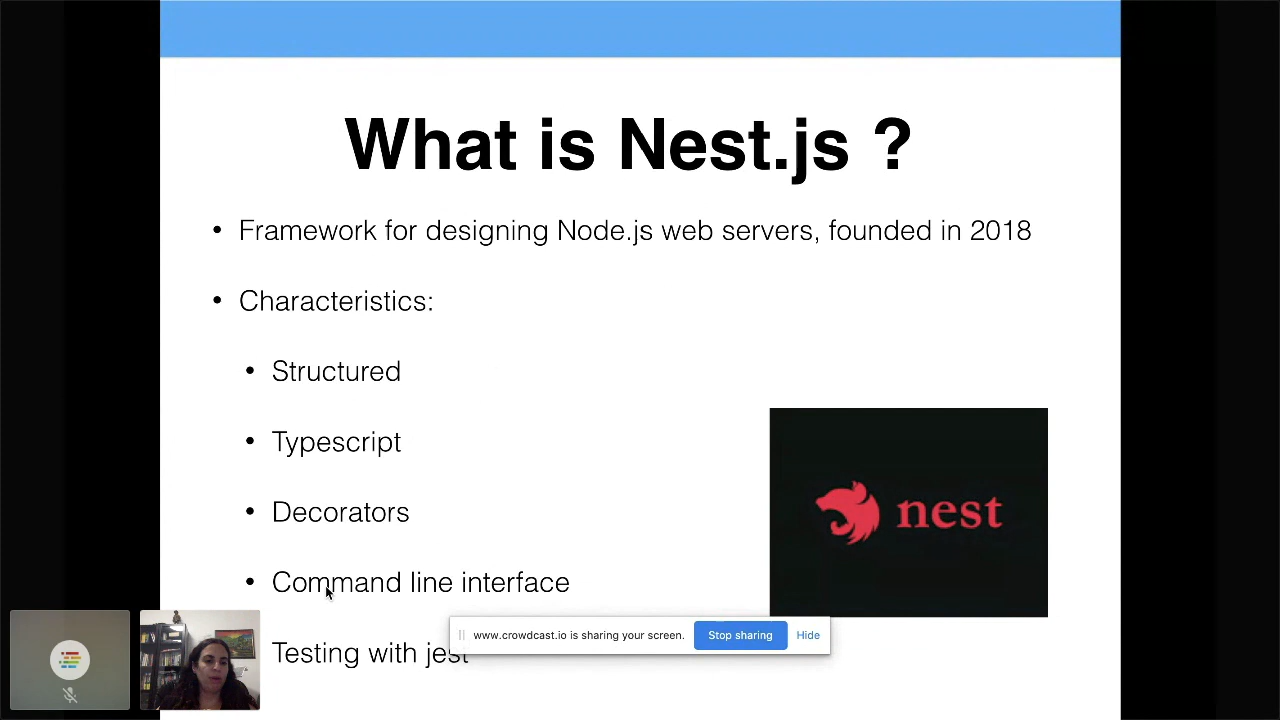 What is Nest.js ?
• Framework for designing Node.js web servers, founded in 2018
• Characteristics:
• Structured
• Typescript
• Decorators
• Command line interface
Testing with jest
nest
www.crowdcast.io is sharing your screen.
Stop sharing
Hide